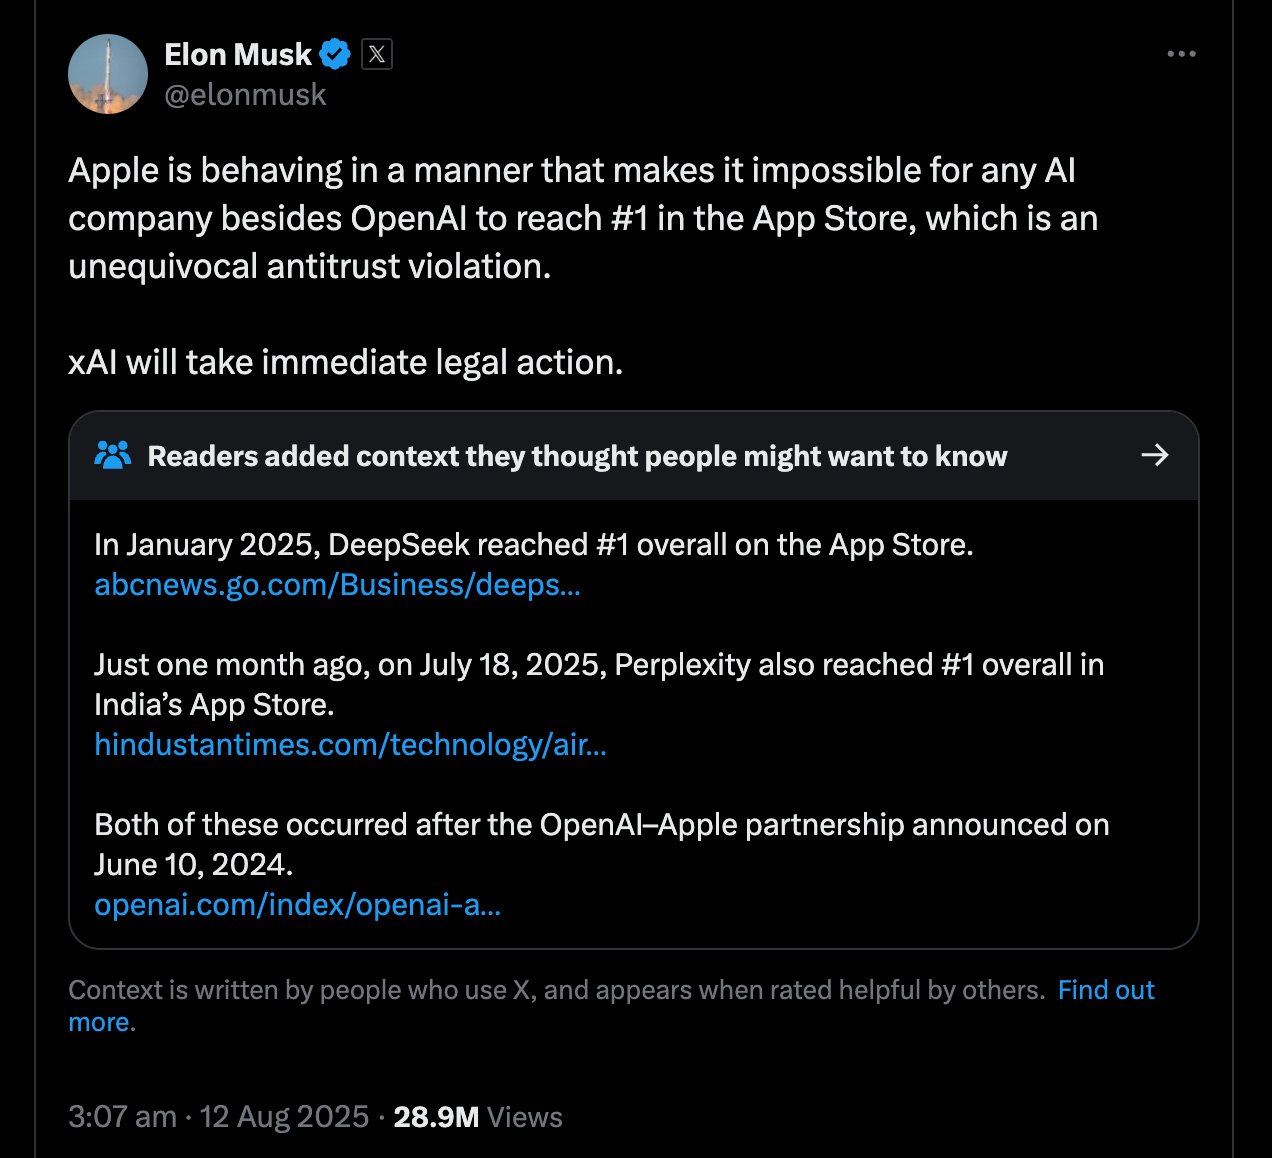 Elon Musk
@elonmusk
Apple is behaving in a manner that makes it impossible for any AI
company besides OpenAI to reach #1 in the App Store, which is an
unequivocal antitrust violation.
xAI will take immediate legal action.
Readers added context they thought people might want to know
In January 2025, DeepSeek reached #1 overall on the App Store.
abcnews.go.com/Business/deeps…
Just one month ago, on July 18, 2025, Perplexity also reached #1 overall in
India’s App Store.
hindustantimes.com/technology/air…
Both of these occurred after the OpenAI–Apple partnership announced on
June 10, 2024.
openai.com/index/openai-a…
Context is written by people who use X, and appears when rated helpful by others. Find out
more.
3:07 am · 12 Aug 2025 · 28.9M Views